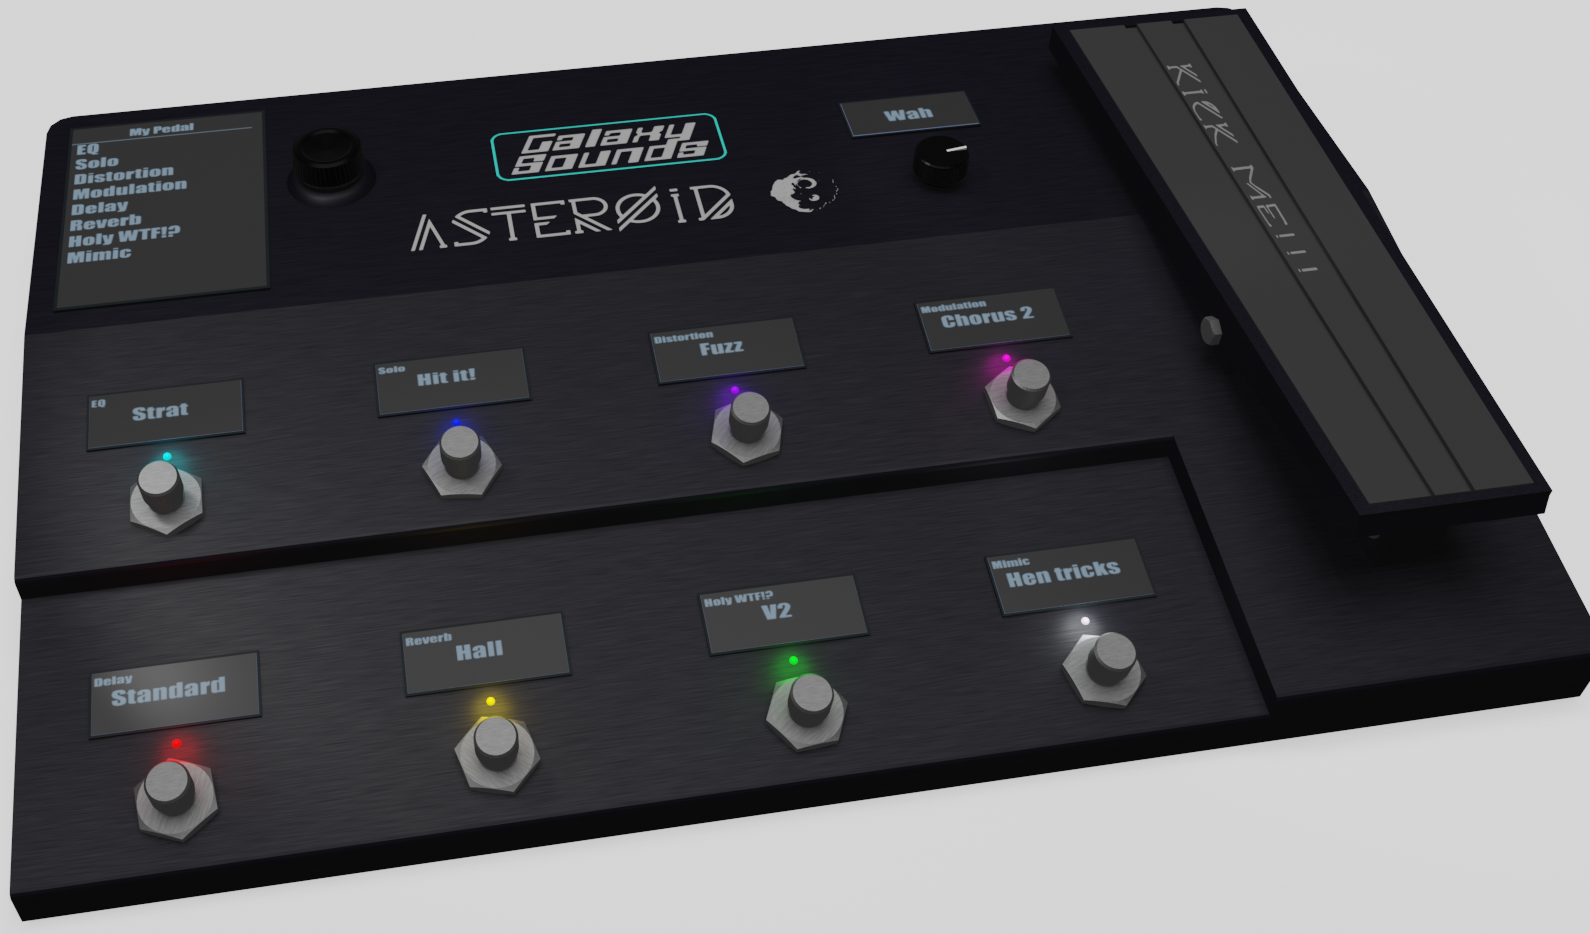 My Pedal
EQ
Solo
Distortion
Modulation
Delay
Reverb
Holy WTF!?
Mimic
Galaxy
Sounds
ASTERØiD
Wah
KiCK ME!!!
EQ
Strat
Solo
Hit it!
Distortion
Fuzz
Modulation
Chorus 2
Delay
Standard
Reverb
Hall
Holy WTF!?
V2
Mimic
Hen tricks